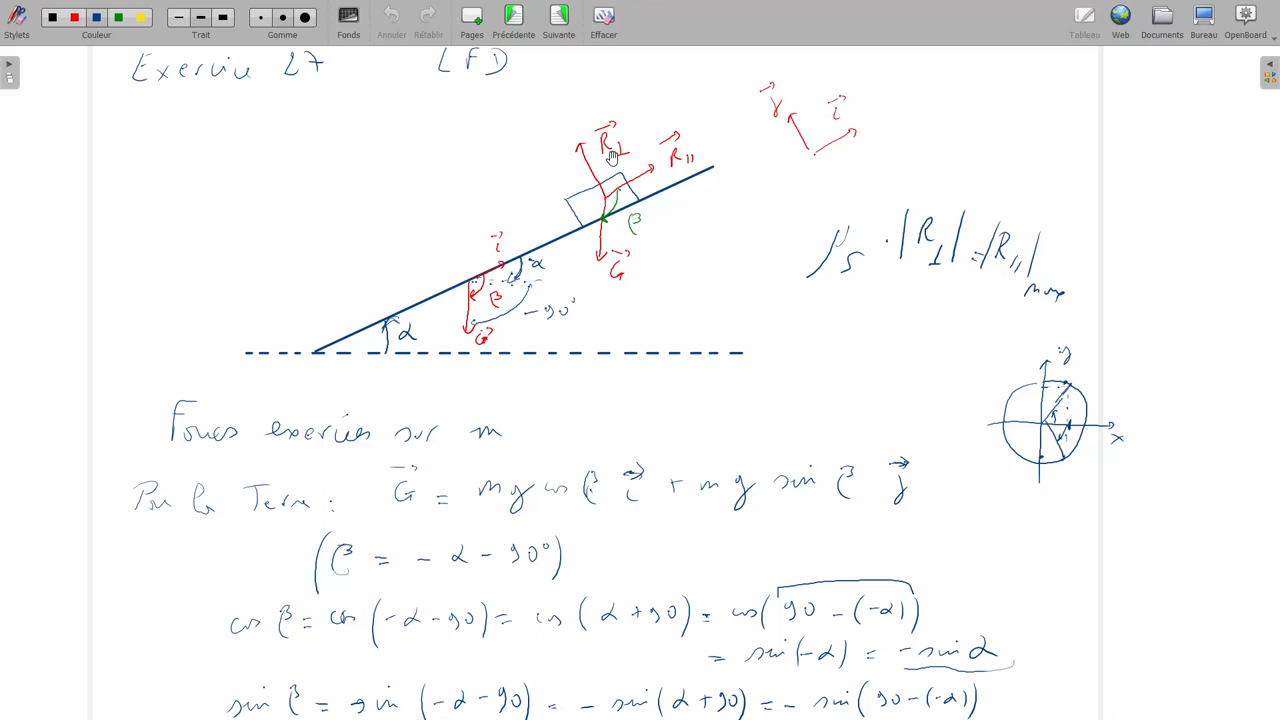 Stylets Couleur Trait Gomme Fonds Annuler Rétablir Pages Précédente Suivante Effacer Tableau Web Documents Bureau OpenBoard
Exercice 27 LFD
R⃗⊥
R⃗||
j⃗
i⃗
β
G⃗
μs · |R⊥| = |R|||max
i⃗
α
β
-90°
G⃗
α
y
x
Forces exercées sur m
Par la Terre : G⃗ = mg cos β i⃗ + mg sin β j⃗
(β = - α - 90°)
cos β = cos (-α - 90) = cos (α + 90) = cos (90 - (-α))
= sin(-α) = - sin α
sin β = sin (-α - 90) = - sin (α + 90) = - sin (90 - (-α))